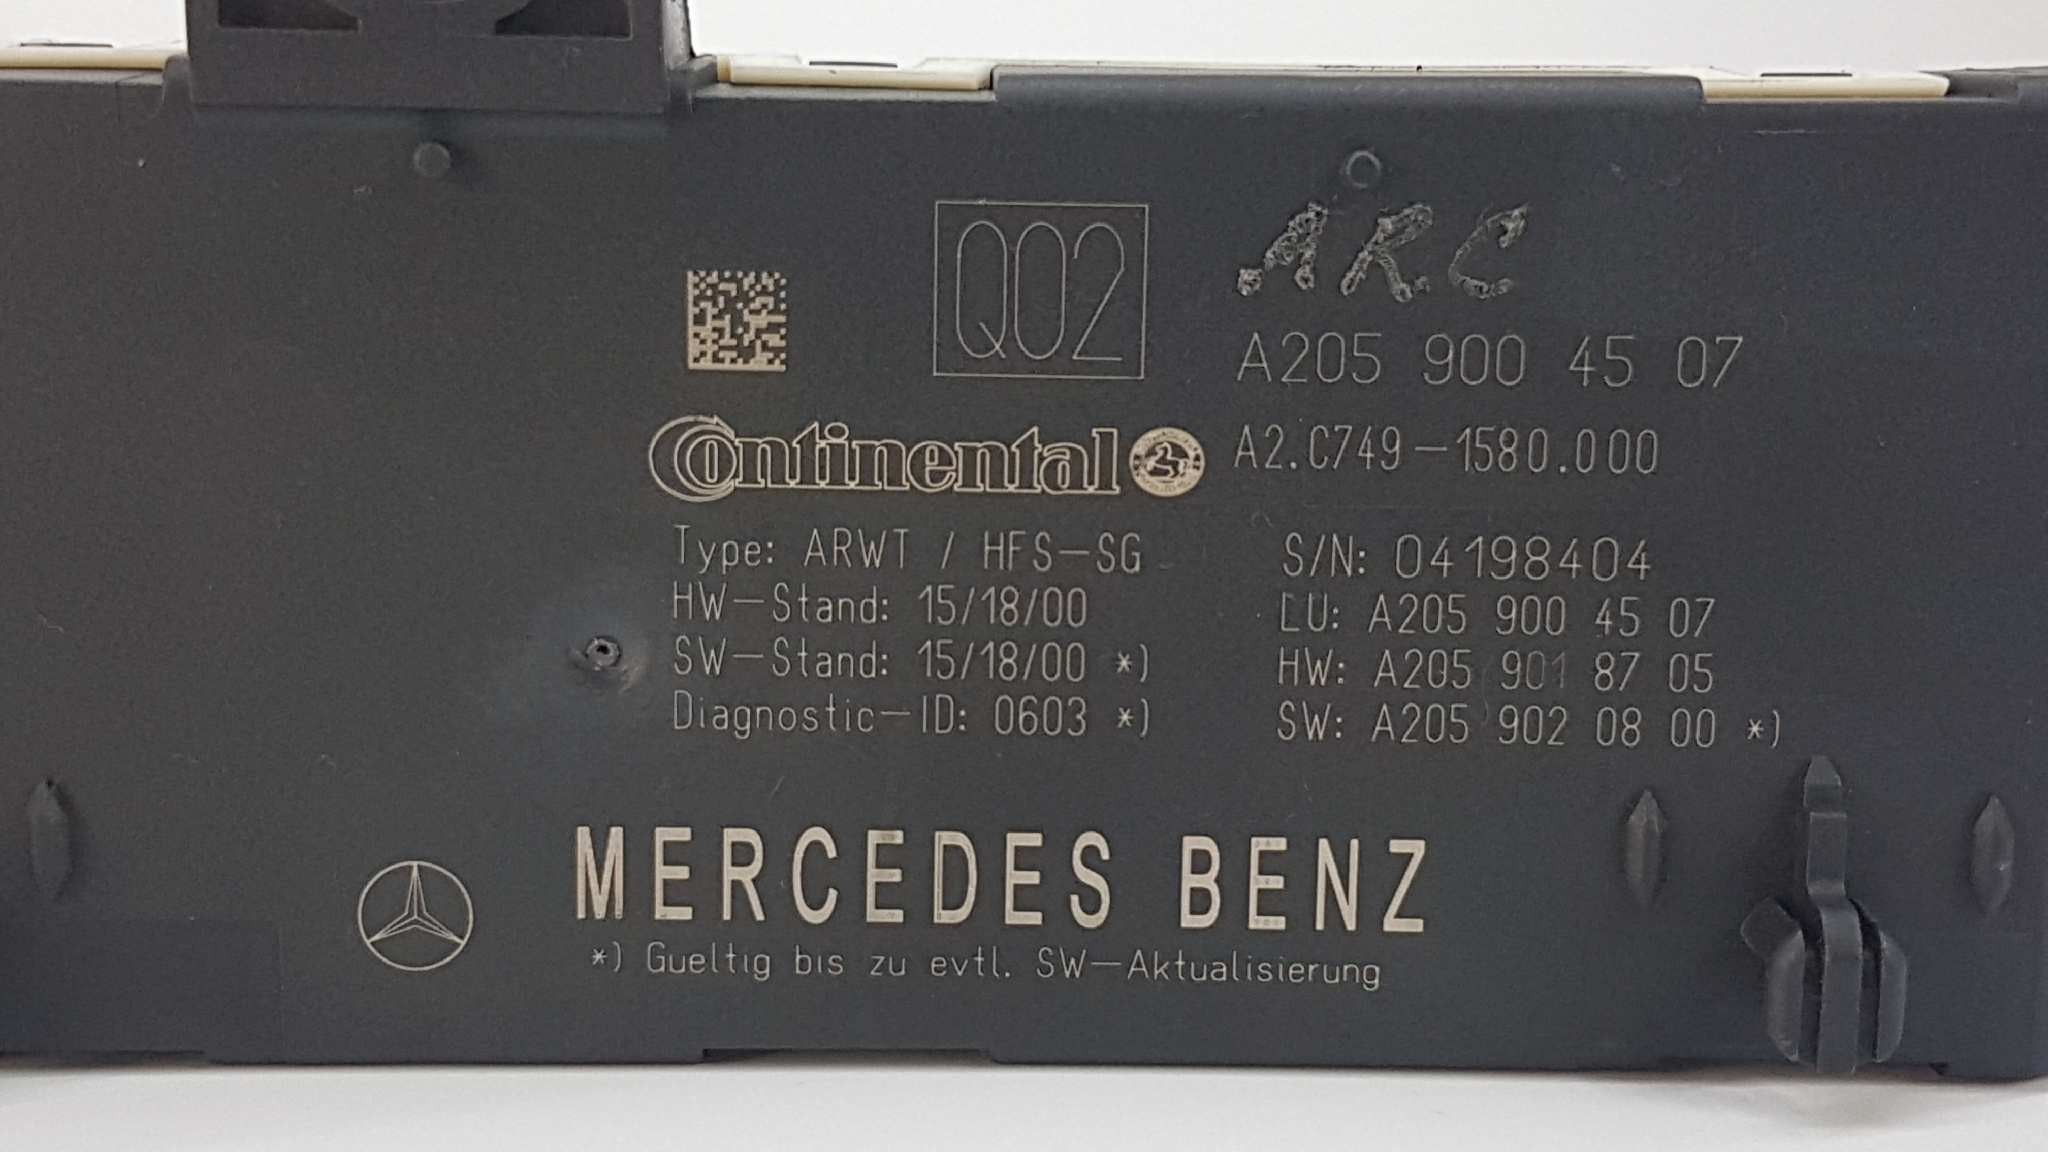 Q02
ARC
A205 900 45 07
Continental
A2.C749-1580.000
Type: ARWT / HFS-SG
HW-Stand: 15/18/00
SW-Stand: 15/18/00 *)
Diagnostic-ID: 0603 *)
S/N: 04198404
LU: A205 900 45 07
HW: A205 901 87 05
SW: A205 902 08 00 *)
MERCEDES BENZ
*) Gueltig bis zu evtl. SW-Aktualisierung